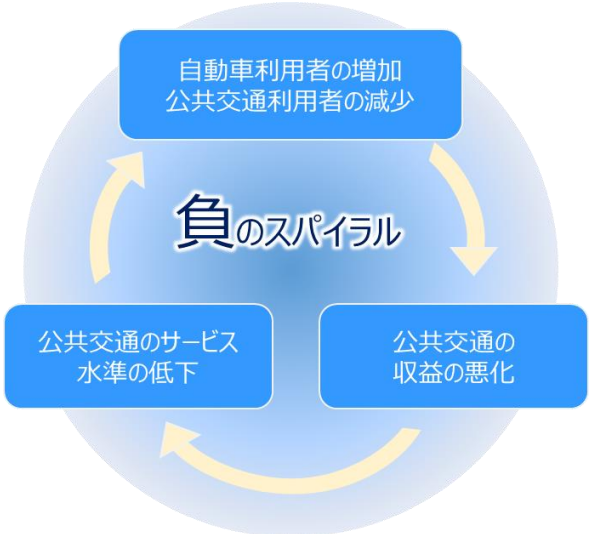 自動車利用者の増加
公共交通利用者の減少
負のスパイラル
公共交通のサービス
水準の低下
公共交通の
収益の悪化